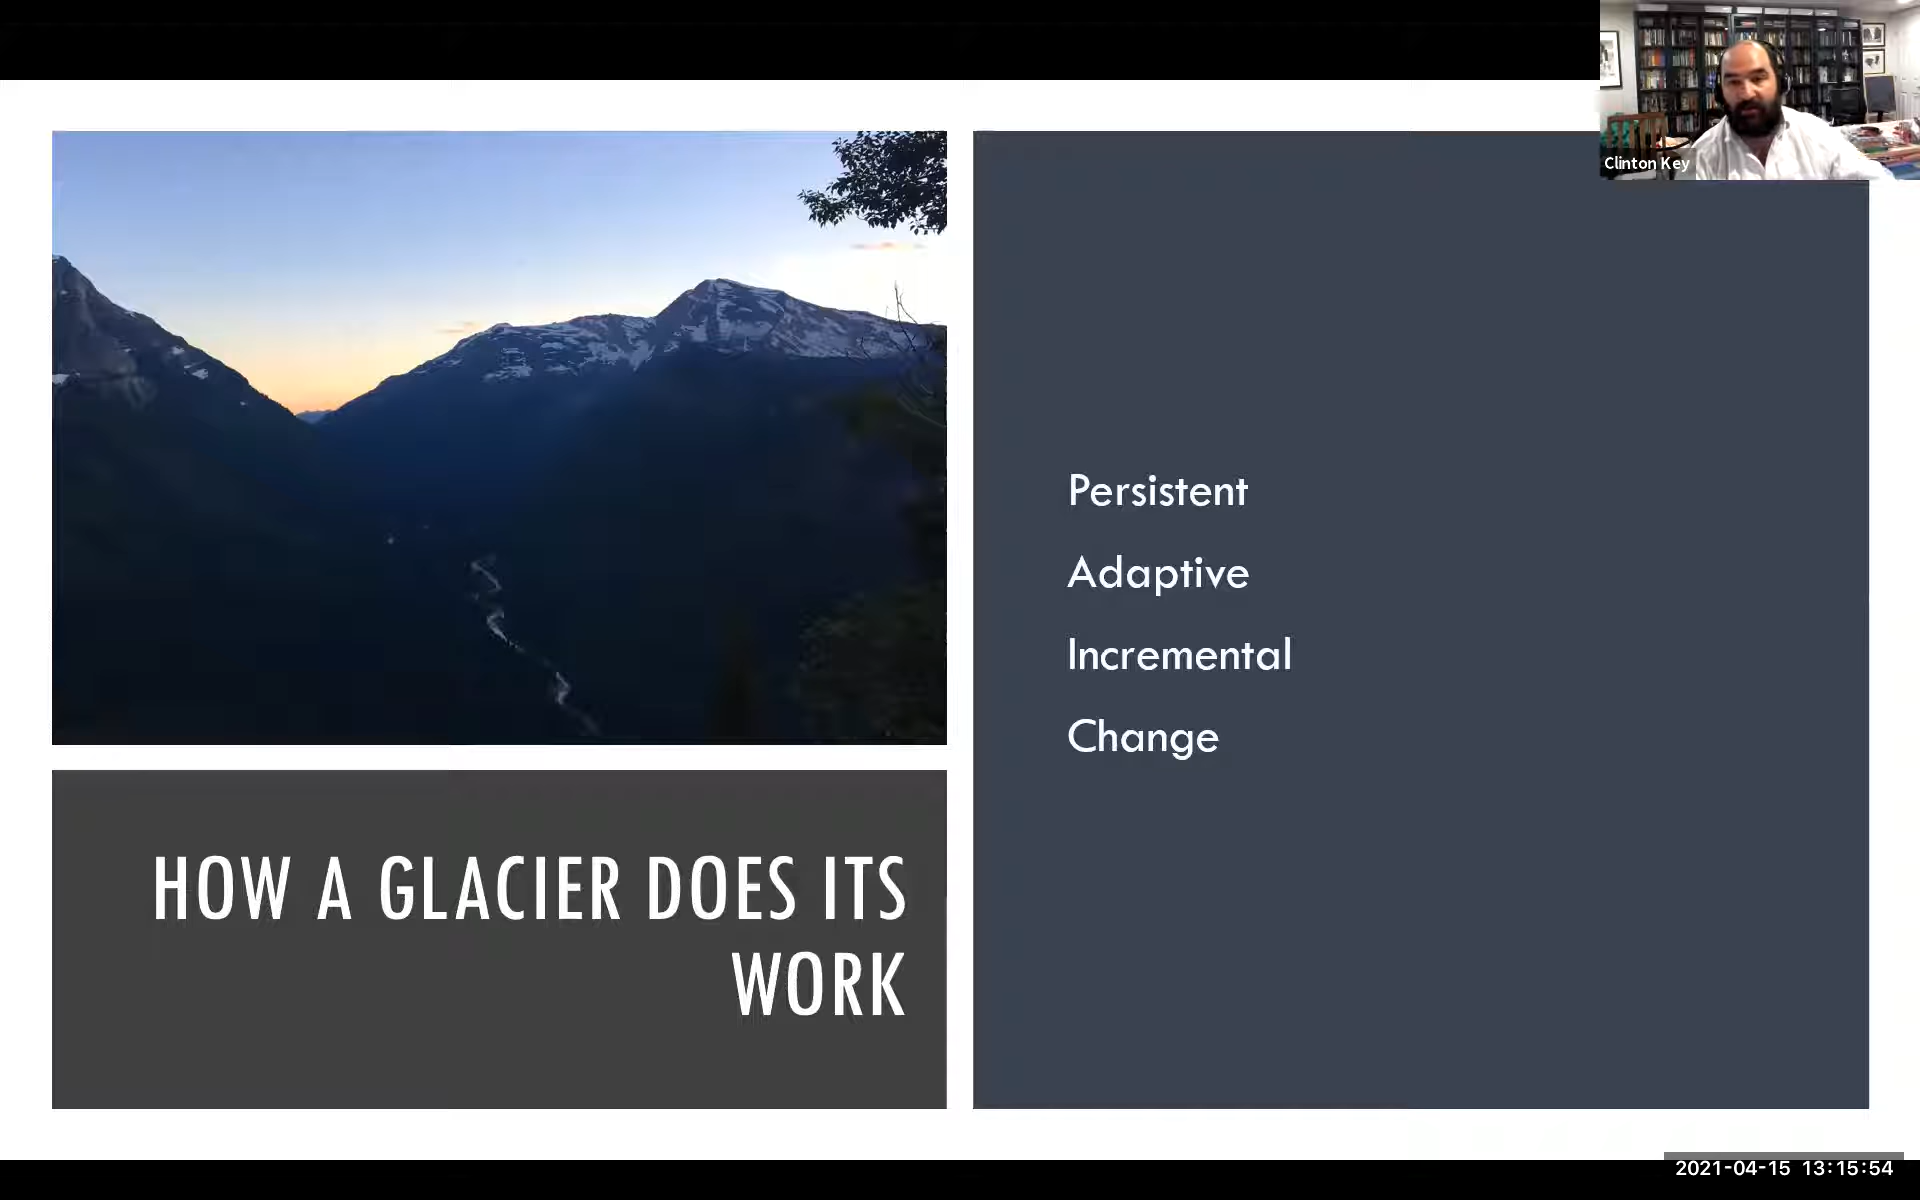 Clinton Key
Persistent
Adaptive
Incremental
Change
HOW A GLACIER DOES ITS
WORK
2021-04-15 13:15:54